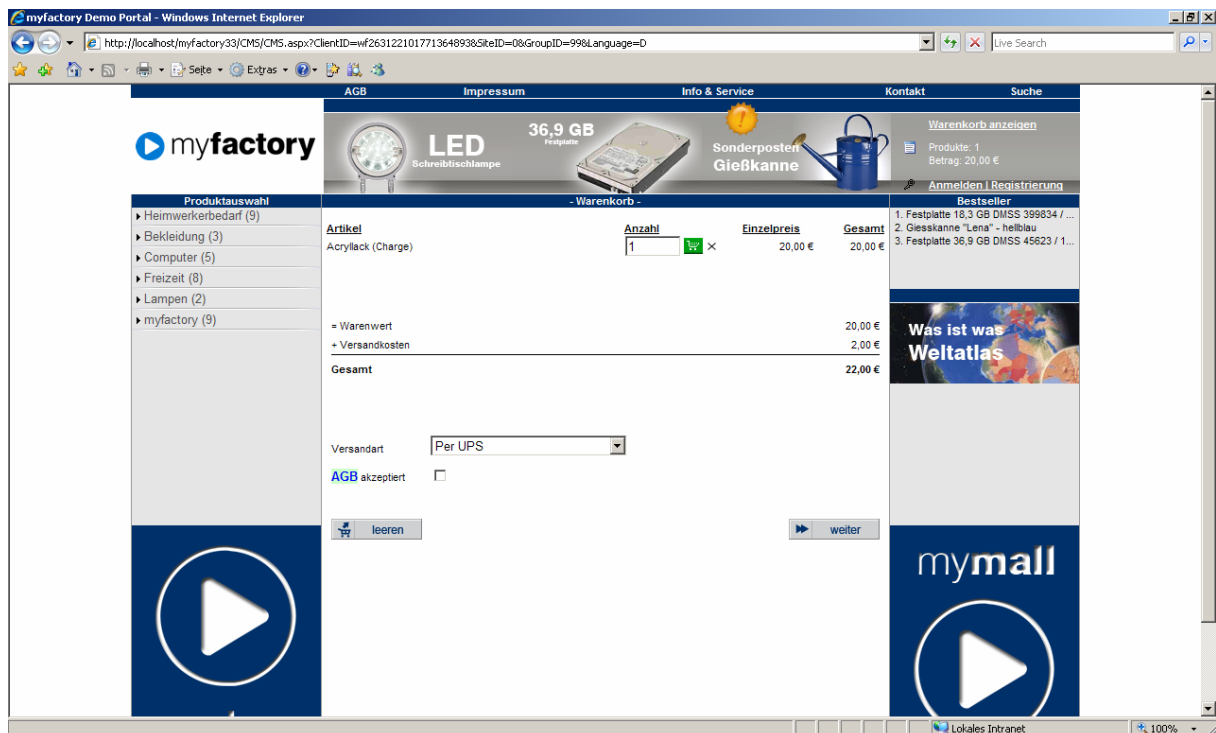 myfactory Demo Portal - Windows Internet Explorer
http://localhost/myfactory33/CMS/CMS.aspx?ClientID=wf263122101771364893&SiteID=0&GroupID=99&Language=D
Live Search
Seite
Extras
AGB Impressum Info & Service Kontakt Suche
myfactory
LED
Schreibtischlampe
36,9 GB
Festplatte
!
Sonderposten
Gießkanne
Warenkorb anzeigen
Produkte: 1
Betrag: 20,00 €
Anmelden | Registrierung
Produktauswahl
Heimwerkerbedarf (9)
Bekleidung (3)
Computer (5)
Freizeit (8)
Lampen (2)
myfactory (9)
- Warenkorb -
Artikel Anzahl Einzelpreis Gesamt
Acryllack (Charge) 1 20,00 € 20,00 €
= Warenwert 20,00 €
+ Versandkosten 2,00 €
Gesamt 22,00 €
Versandart Per UPS
AGB akzeptiert
leeren weiter
Bestseller
1. Festplatte 18,3 GB DMSS 399834 / ...
2. Giesskanne "Lena" - hellblau
3. Festplatte 36,9 GB DMSS 45623 / 1...
Was ist was
Weltatlas
mymall
Lokales Intranet
100%